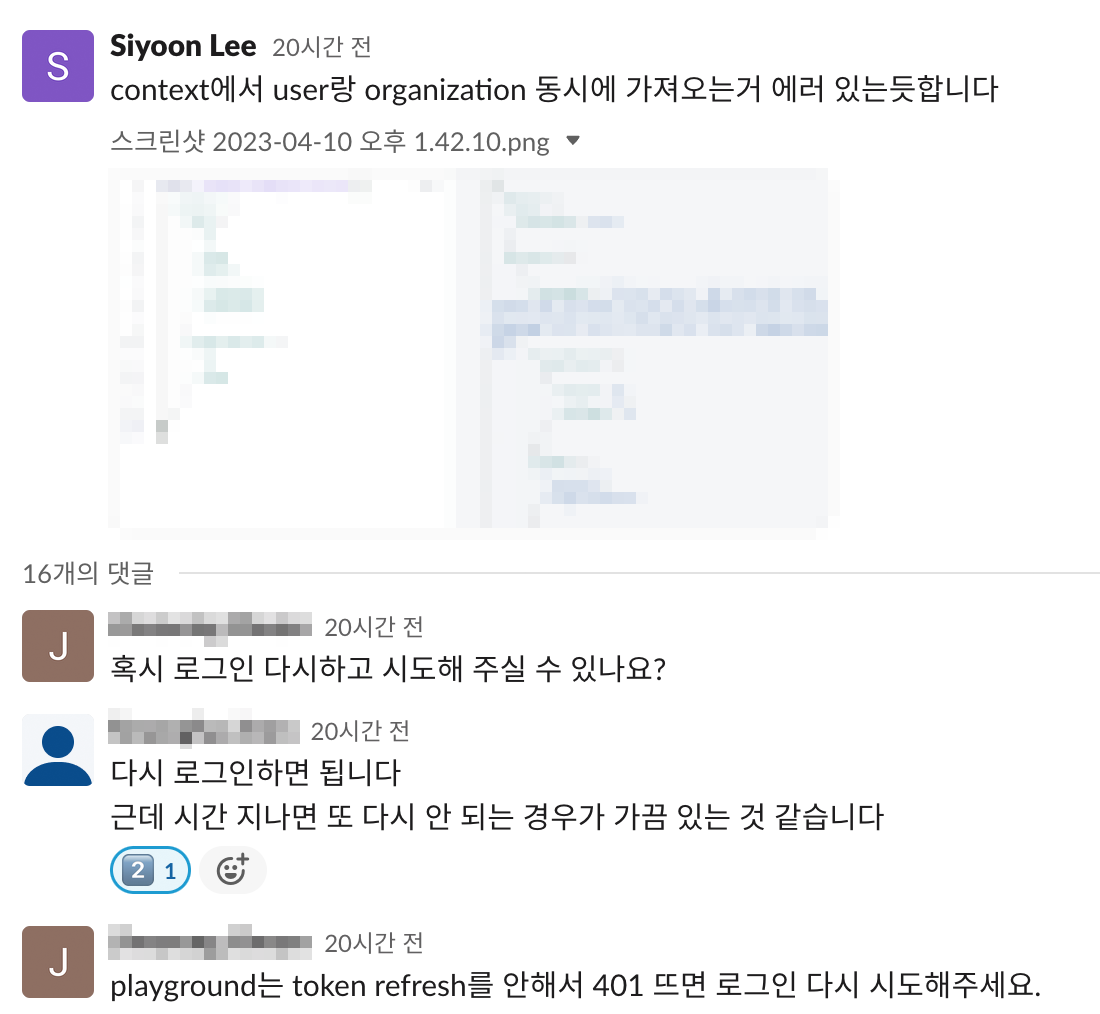 S
Siyoon Lee 20시간 전
context에서 user랑 organization 동시에 가져오는거 에러 있는듯합니다
스크린샷 2023-04-10 오후 1.42.10.png
16개의 댓글
J
20시간 전
혹시 로그인 다시하고 시도해 주실 수 있나요?
20시간 전
다시 로그인하면 됩니다
근데 시간 지나면 또 다시 안 되는 경우가 가끔 있는 것 같습니다
2 1
J
20시간 전
playground는 token refresh를 안해서 401 뜨면 로그인 다시 시도해주세요.